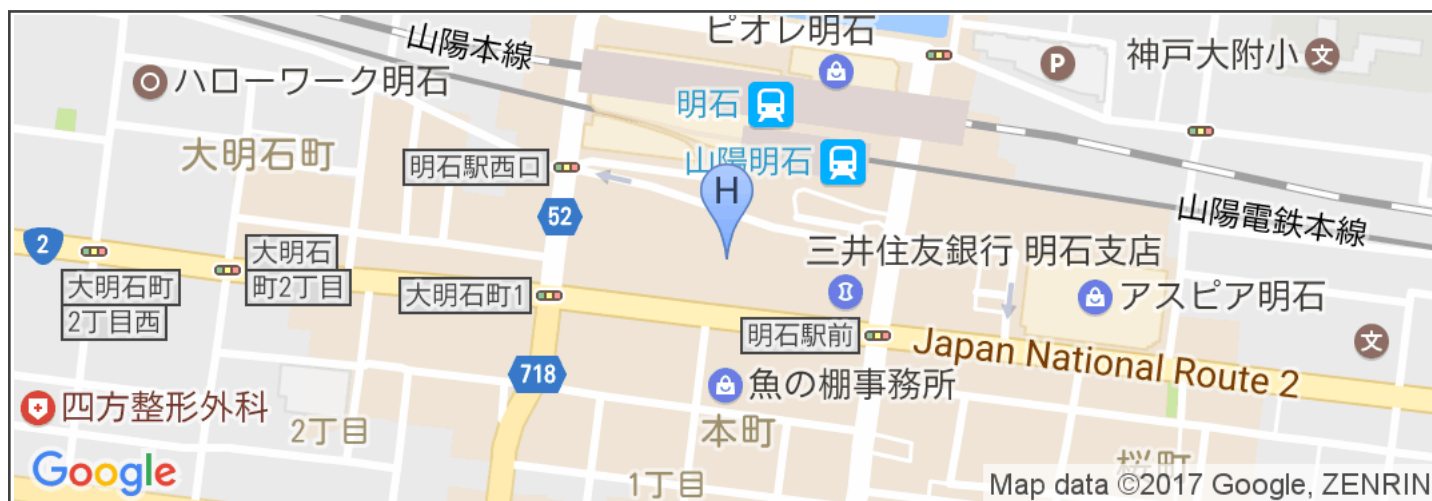 ピオレ明石
山陽本線
神戸大附小
文
P
ハローワーク明石
明石
大明石町
明石駅西口
山陽明石
H
52
山陽電鉄本線
2
大明石
町2丁目
三井住友銀行 明石支店
大明石町
2丁目西
大明石町1
アスピア明石
明石駅前
Japan National Route 2
文
718
魚の棚事務所
四方整形外科
2丁目
本町
桜町
Google
1丁目
Map data ©2017 Google, ZENRIN